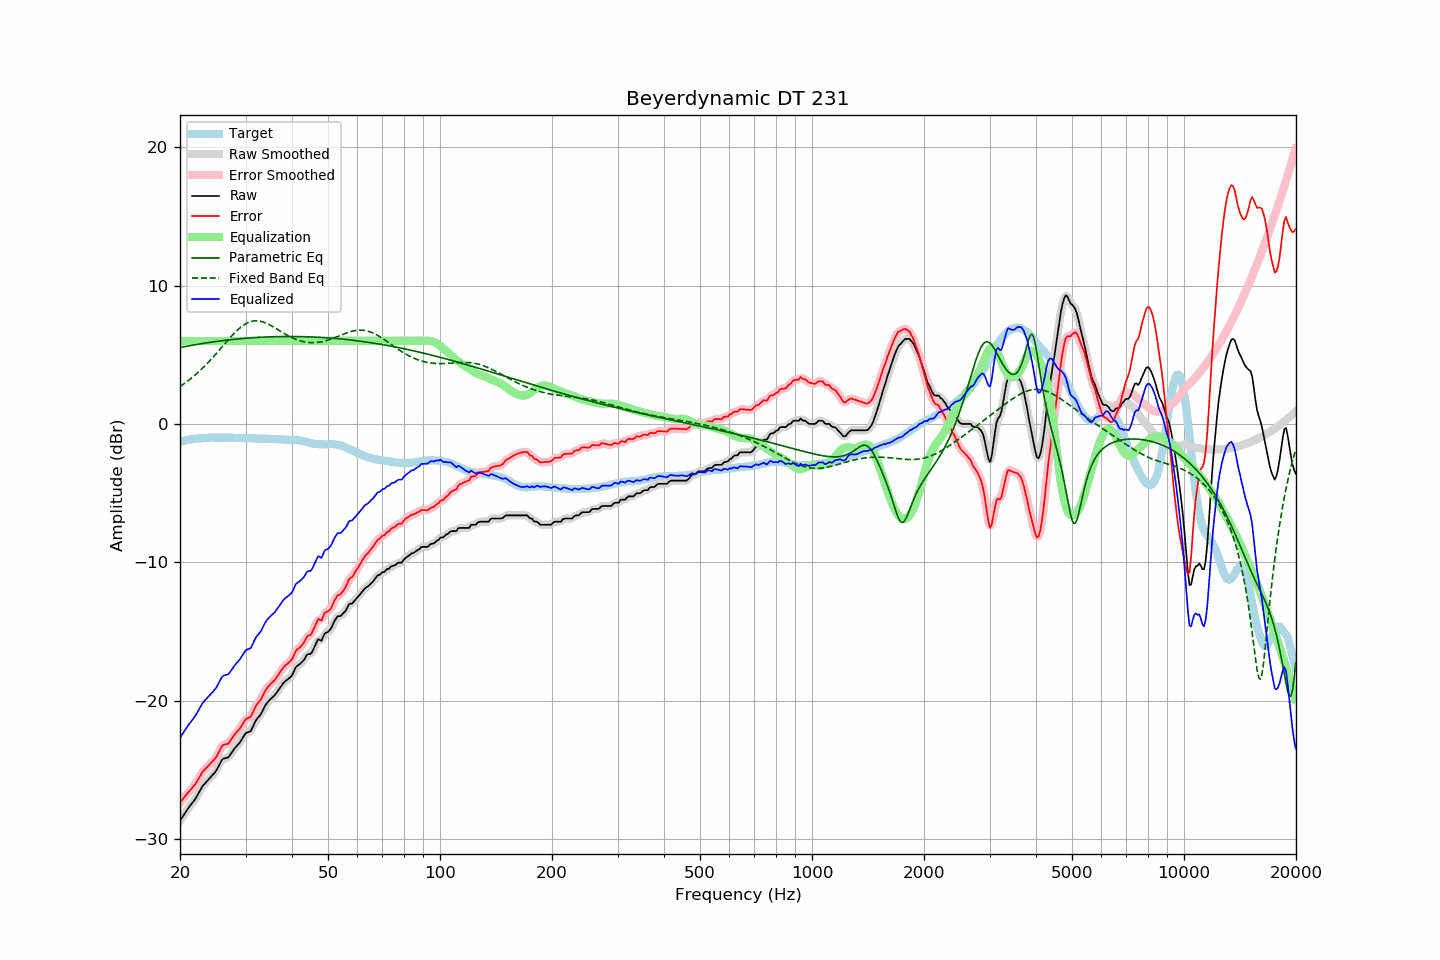 Beyerdynamic DT 231
Target
Raw Smoothed
Error Smoothed
Raw
Error
Equalization
Parametric Eq
Fixed Band Eq
Equalized
Amplitude (dBr)
20
10
0
−10
−20
−30
20 50 100 200 500 1000 2000 5000 10000 20000
Frequency (Hz)